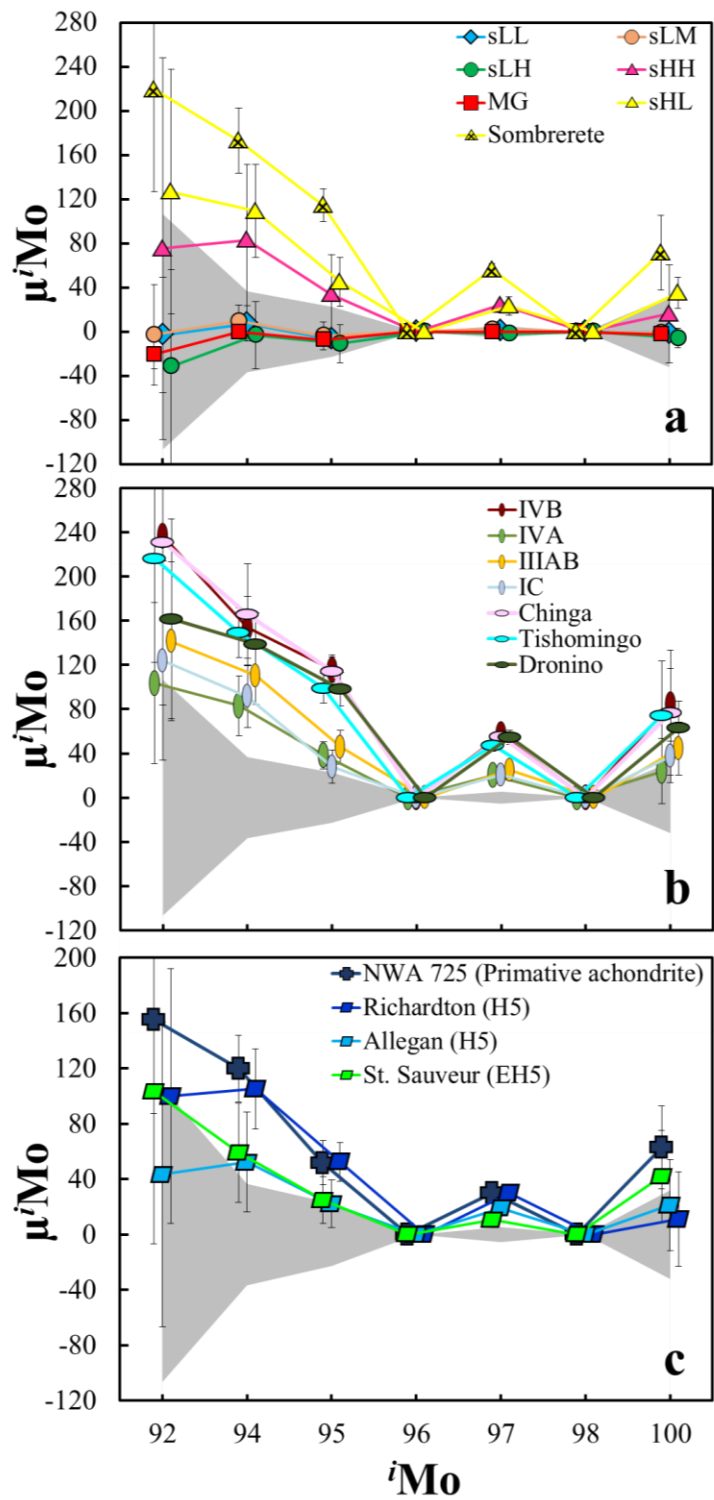 280
240
200
160
120
80
40
0
-40
-80
-120
μⁱMo
sLL sLM
sLH sHH
MG sHL
Sombrerete
a
280
240
200
160
120
80
40
0
-40
-80
-120
μⁱMo
IVB
IVA
IIIAB
IC
Chinga
Tishomingo
Dronino
b
200
160
120
80
40
0
-40
-80
-120
μⁱMo
NWA 725 (Primative achondrite)
Richardton (H5)
Allegan (H5)
St. Sauveur (EH5)
c
92 94 95 96 97 98 100
ⁱMo